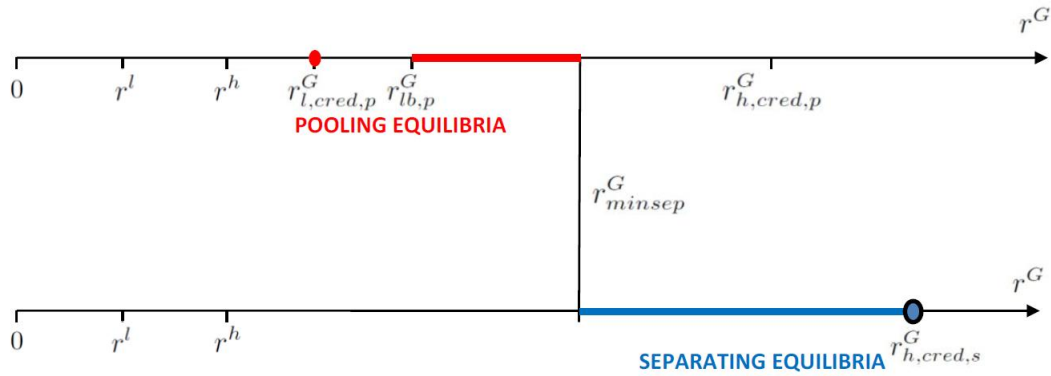 $r^G$
$0$ $r^l$ $r^h$ $r^G_{l,cred,p}$ $r^G_{lb,p}$ $r^G_{h,cred,p}$
POOLING EQUILIBRIA
$r^G_{minsep}$
$r^G$
$0$ $r^l$ $r^h$ $r^G_{h,cred,s}$
SEPARATING EQUILIBRIA